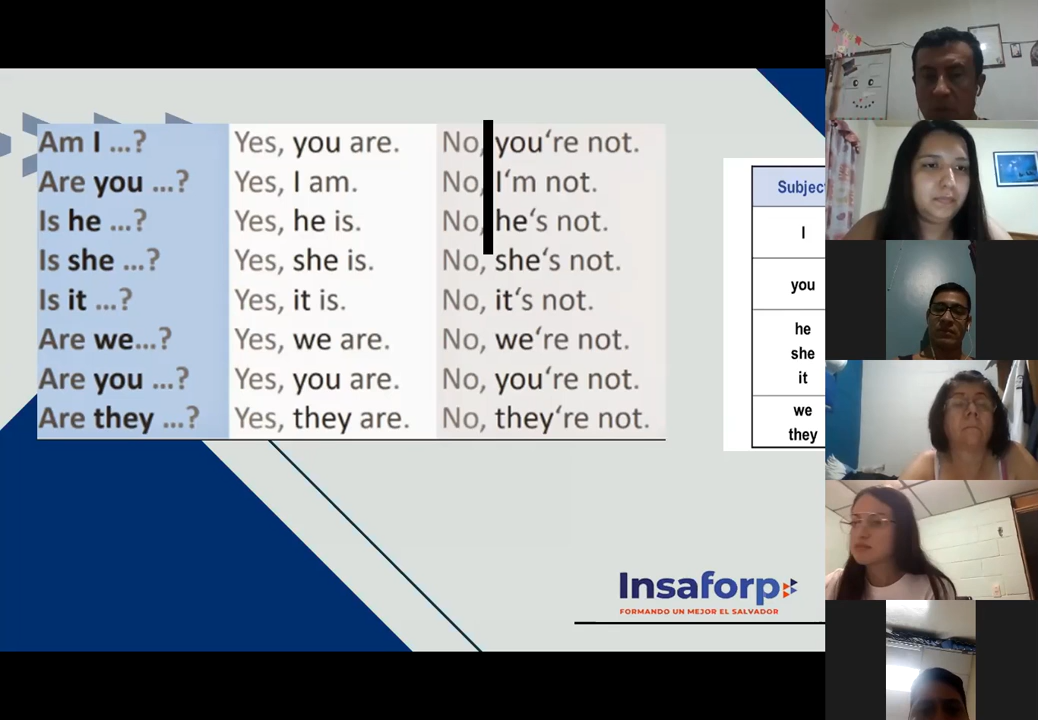 Am I ...? Yes, you are. No, you‘re not.
Are you ...? Yes, I am. No, I‘m not.
Is he ...? Yes, he is. No, he‘s not.
Is she ...? Yes, she is. No, she‘s not.
Is it ...? Yes, it is. No, it‘s not.
Are we...? Yes, we are. No, we‘re not.
Are you ...? Yes, you are. No, you‘re not.
Are they ...? Yes, they are. No, they‘re not.
I
you
he
she
it
we
they
Insaforp
FORMANDO UN MEJOR EL SALVADOR